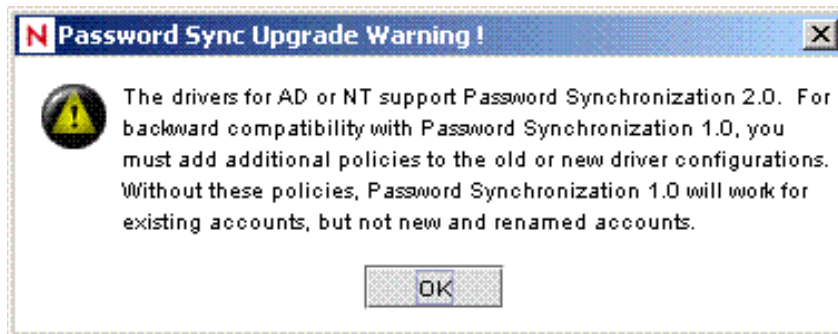 N Password Sync Upgrade Warning !
The drivers for AD or NT support Password Synchronization 2.0. For
backward compatibility with Password Synchronization 1.0, you
must add additional policies to the old or new driver configurations.
Without these policies, Password Synchronization 1.0 will work for
existing accounts, but not new and renamed accounts.
OK